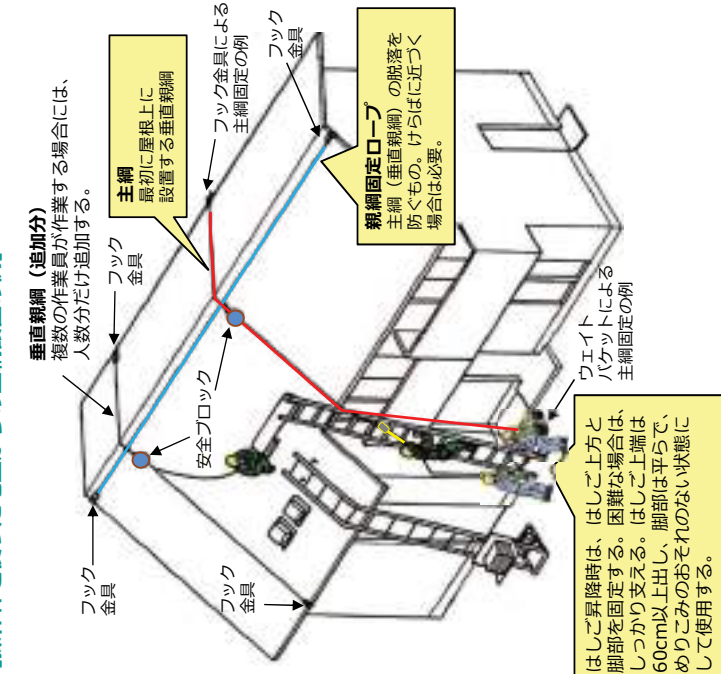 垂直親綱（追加分）
複数の作業員が作業する場合には、
人数分だけ追加する。
フック
金具
主綱
最初に屋根上に
設置する垂直親綱
フック金具による
主綱固定の例
フック
金具
フック
金具
安全ブロック
フック
金具
親綱固定ロープ
主綱（垂直親綱）の脱落を
防ぐもの。けらばに近づく
場合は必要。
ウェイト
バケットによる
主綱固定の例
はしご昇降時は、はしご上方と
脚部を固定する。困難な場合は、
しっかり支える。はしご上端は
60cm以上出し、脚部は平らで、
めりこみのおそれのない状態に
して使用する。